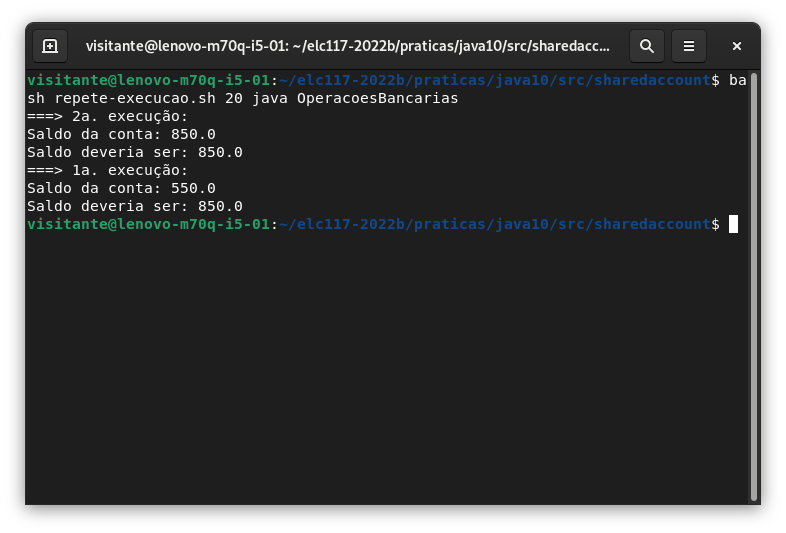 visitante@lenovo-m70q-i5-01: ~/elc117-2022b/praticas/java10/src/sharedacc...
visitante@lenovo-m70q-i5-01:~/elc117-2022b/praticas/java10/src/sharedaccount$ ba
sh repete-execucao.sh 20 java OperacoesBancarias
===> 2a. execução:
Saldo da conta: 850.0
Saldo deveria ser: 850.0
===> 1a. execução:
Saldo da conta: 550.0
Saldo deveria ser: 850.0
visitante@lenovo-m70q-i5-01:~/elc117-2022b/praticas/java10/src/sharedaccount$